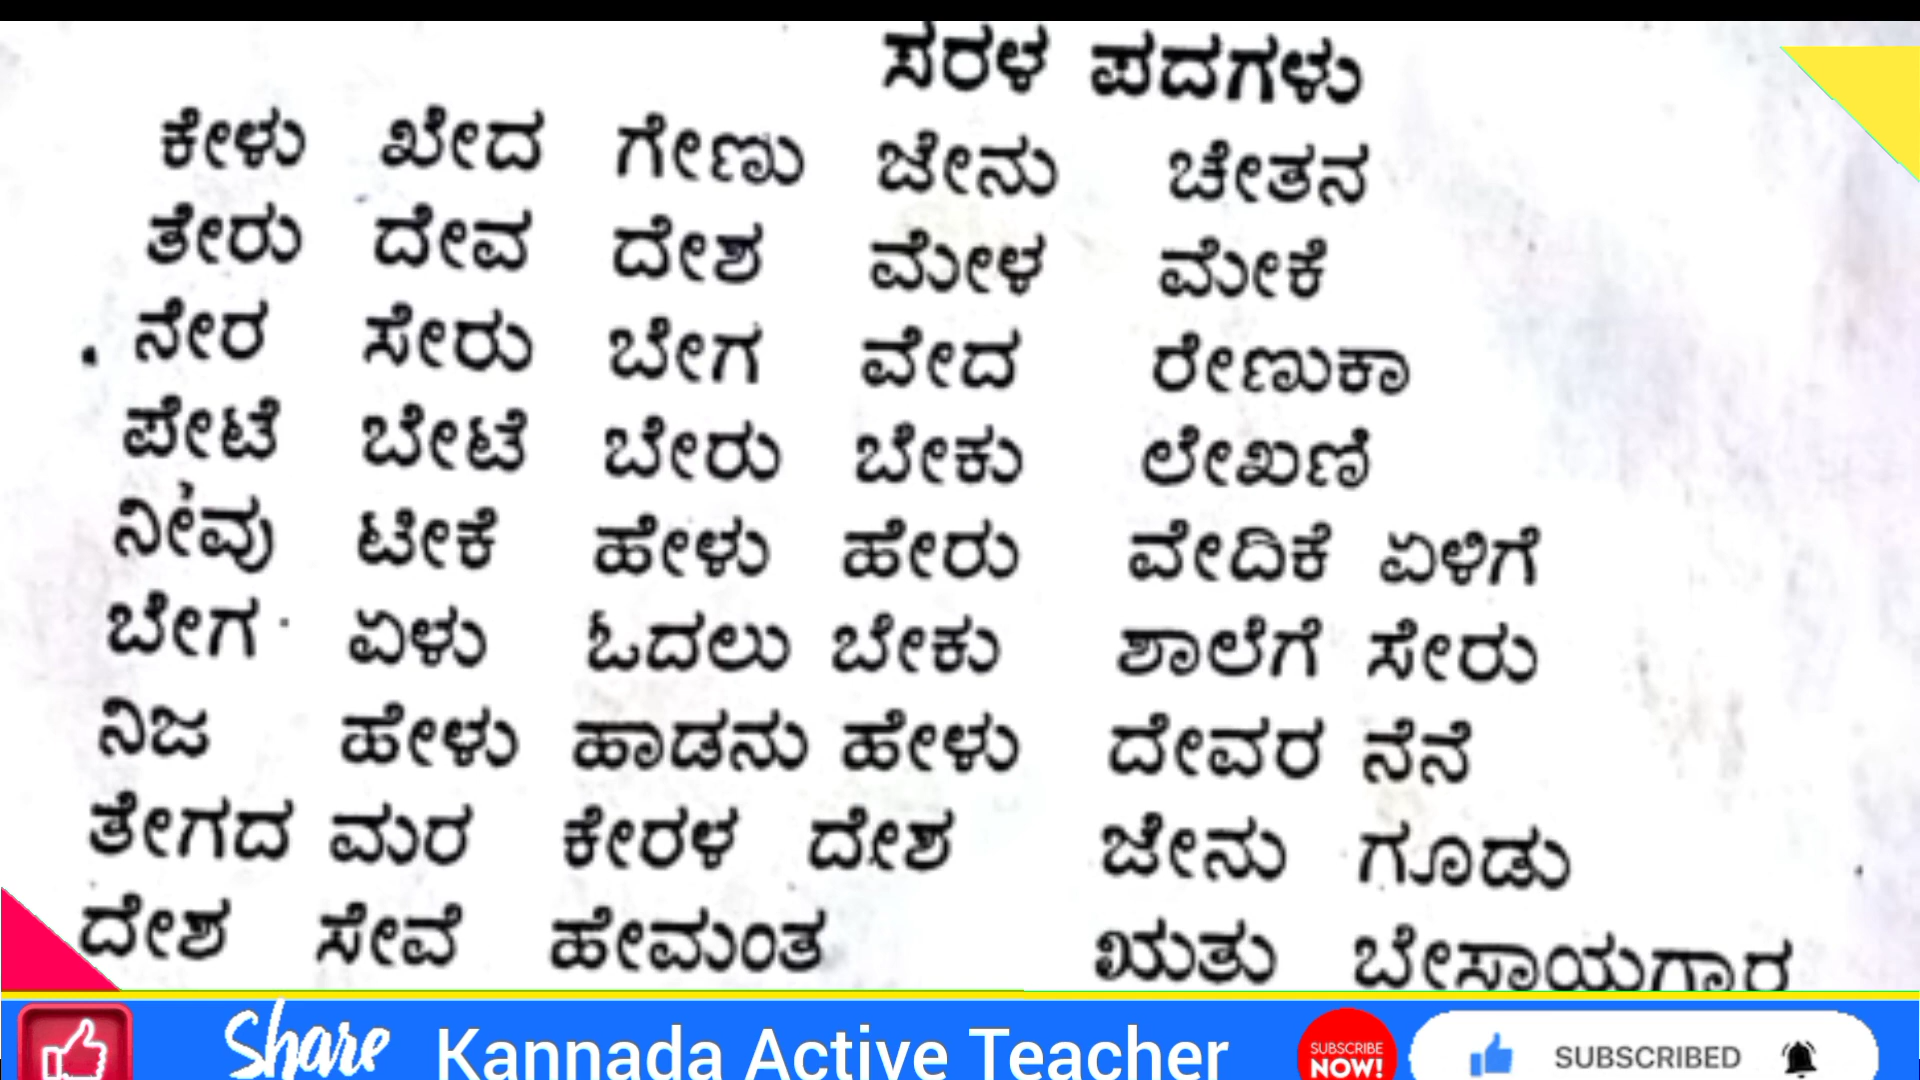 ಸರಳ ಪದಗಳು
ಕೇಳು ಖೇದ ಗೇಣು ಜೇನು ಚೇತನ
ತೇರು ದೇವ ದೇಶ ಮೇಳ ಮೇಕೆ
ನೇರ ಸೇರು ಬೇಗ ವೇದ ರೇಣುಕಾ
ಪೇಟೆ ಬೇಟೆ ಬೇರು ಬೇಕು ಲೇಖಣಿ
ನೀವು ಟೀಕೆ ಹೇಳು ಹೇರು ವೇದಿಕೆ ಏಳಿಗೆ
ಬೇಗ ಏಳು ಓದಲು ಬೇಕು ಶಾಲೆಗೆ ಸೇರು
ನಿಜ ಹೇಳು ಹಾಡನು ಹೇಳು ದೇವರ ನೆನೆ
ತೇಗದ ಮರ ಕೇರಳ ದೇಶ ಜೇನು ಗೂಡು
ದೇಶ ಸೇವೆ ಹೇಮಂತ ಋತು ಬೇಸಾಯಗಾರ
Share Kannada Active Teacher SUBSCRIBE NOW! SUBSCRIBED